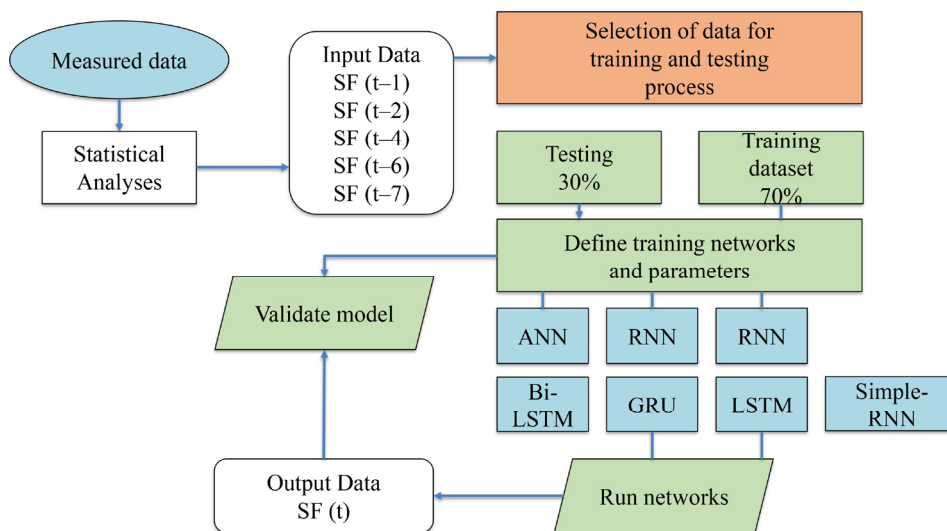 Measured data
Statistical
Analyses
Input Data
SF (t–1)
SF (t–2)
SF (t–4)
SF (t–6)
SF (t–7)
Selection of data for
training and testing
process
Testing
30%
Training
dataset
70%
Define training networks
and parameters
Validate model
ANN
RNN
RNN
Bi-
LSTM
GRU
LSTM
Simple-
RNN
Output Data
SF (t)
Run networks